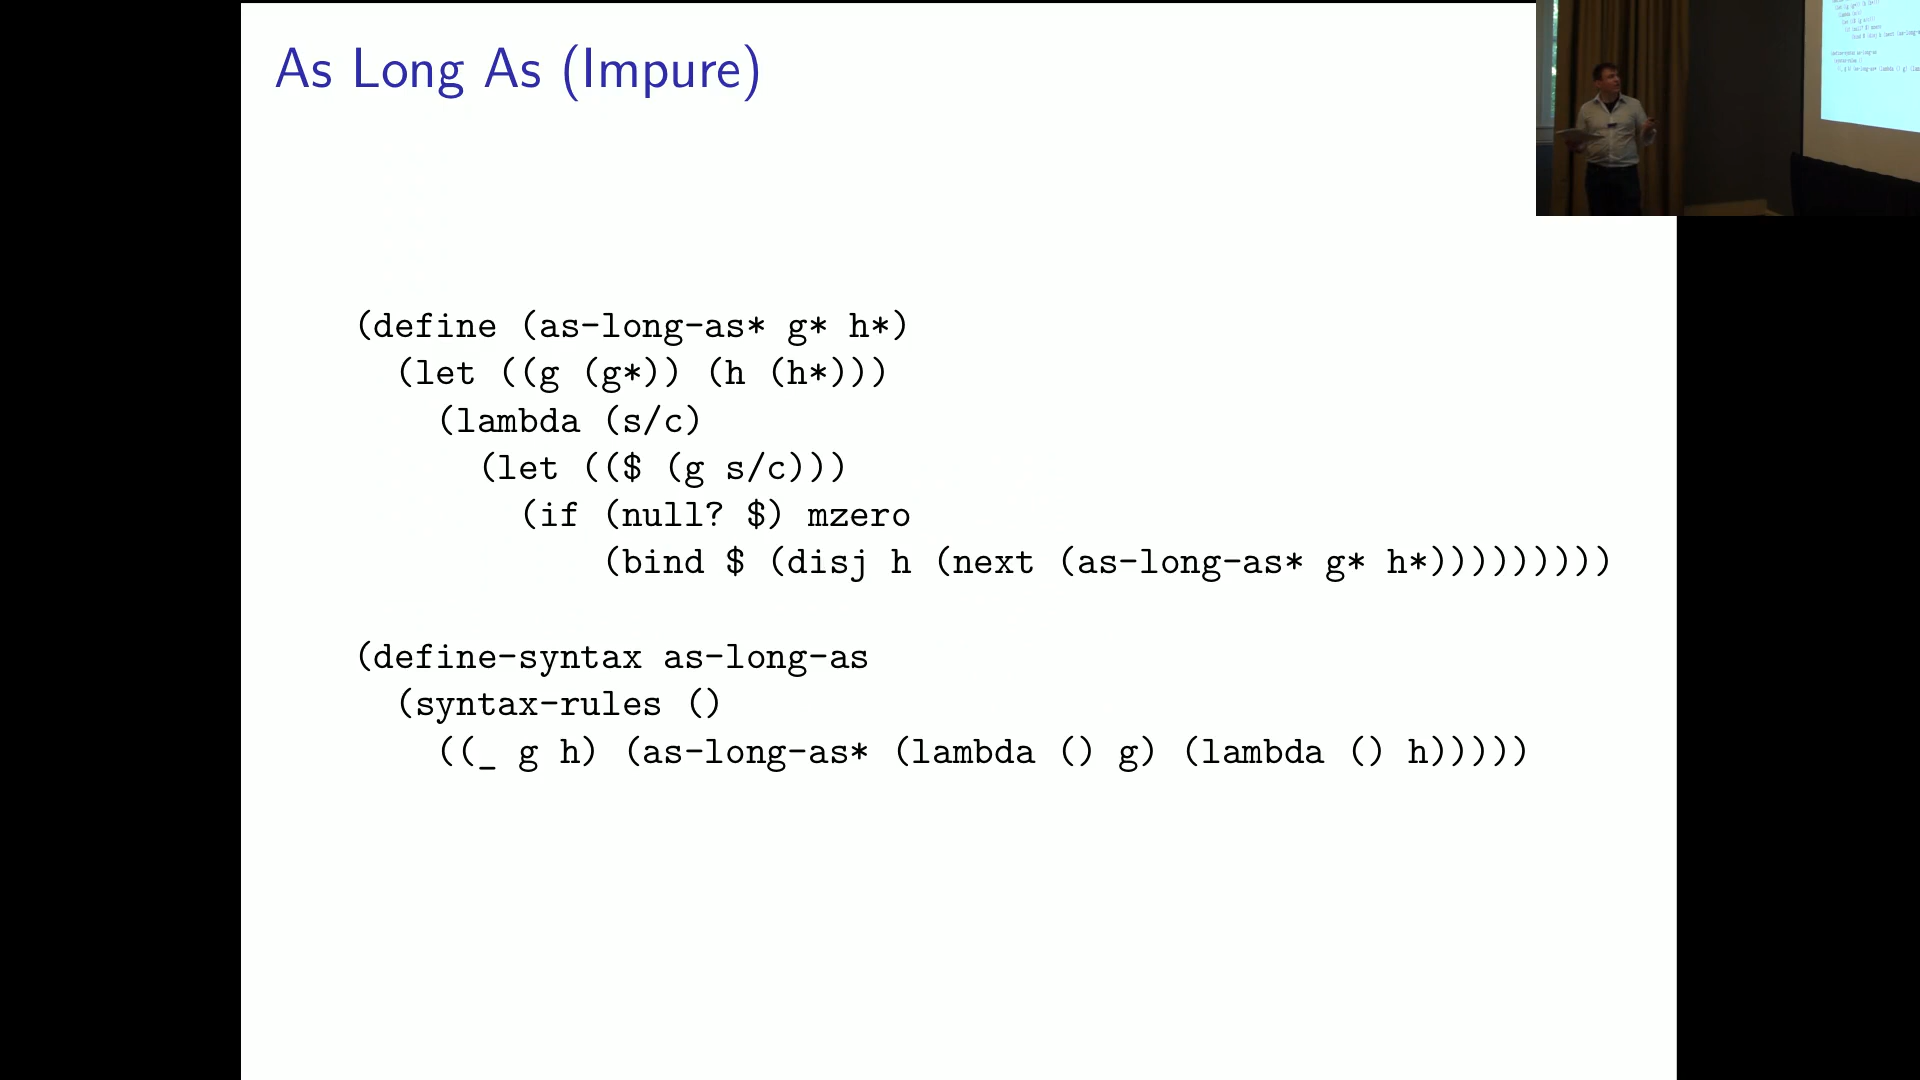 As Long As (Impure)
(define (as-long-as* g* h*)
(let ((g (g*)) (h (h*)))
(lambda (s/c)
(let (($ (g s/c)))
(if (null? $) mzero
(bind $ (disj h (next (as-long-as* g* h*)))))))))
(define-syntax as-long-as
(syntax-rules ()
((_ g h) (as-long-as* (lambda () g) (lambda () h)))))